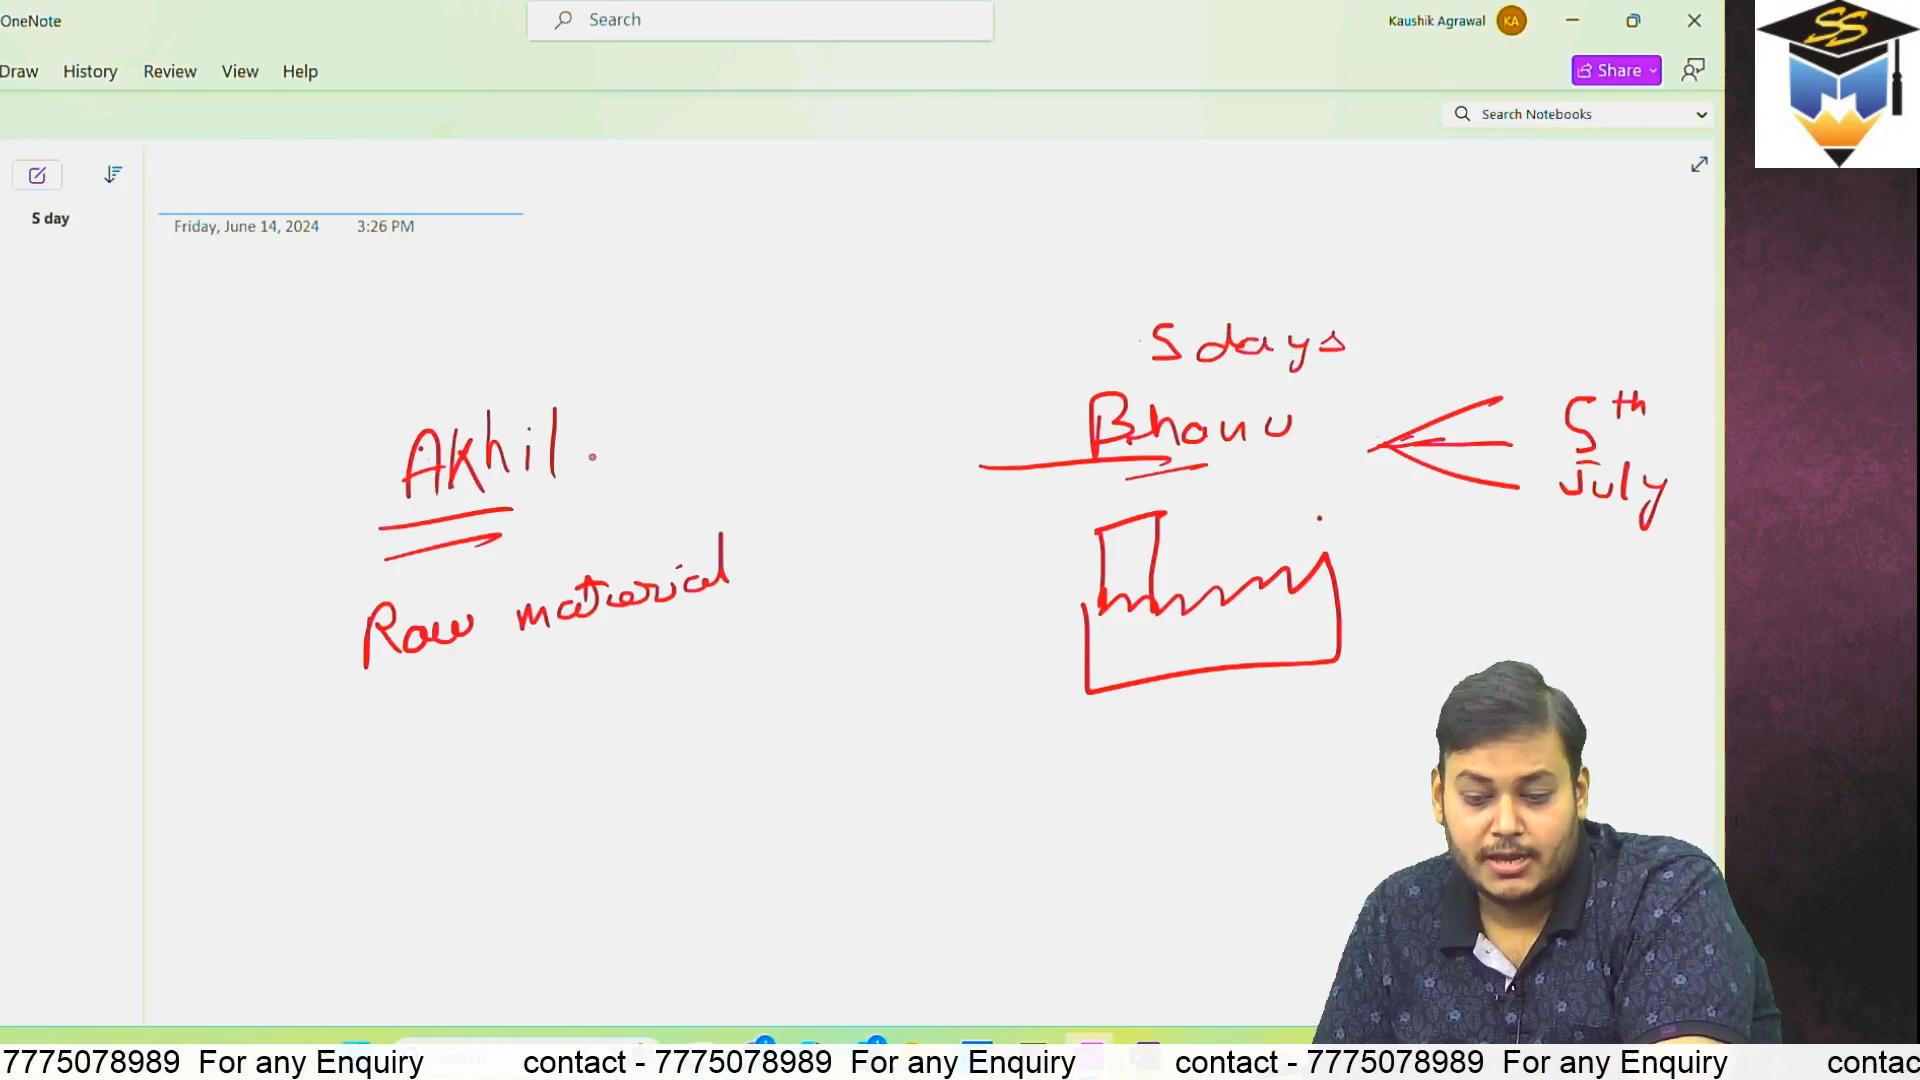 OneNote
Search
Kaushik Agrawal KA
Draw History Review View Help
Share
Search Notebooks
SS
S day
Friday, June 14, 2024 3:26 PM
5 days
Bhanu
5th
July
Akhil
Raw material
7775078989 For any Enquiry contact - 7775078989 For any Enquiry contact - 7775078989 For any Enquiry contac